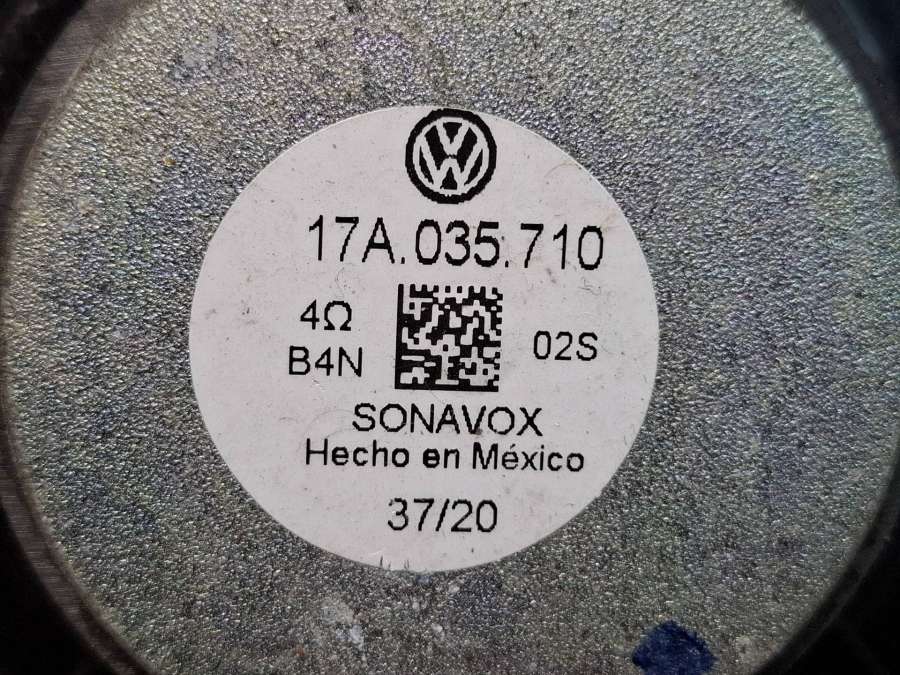 17A.035.710
4Ω
B4N
02S
SONAVOX
Hecho en México
37/20